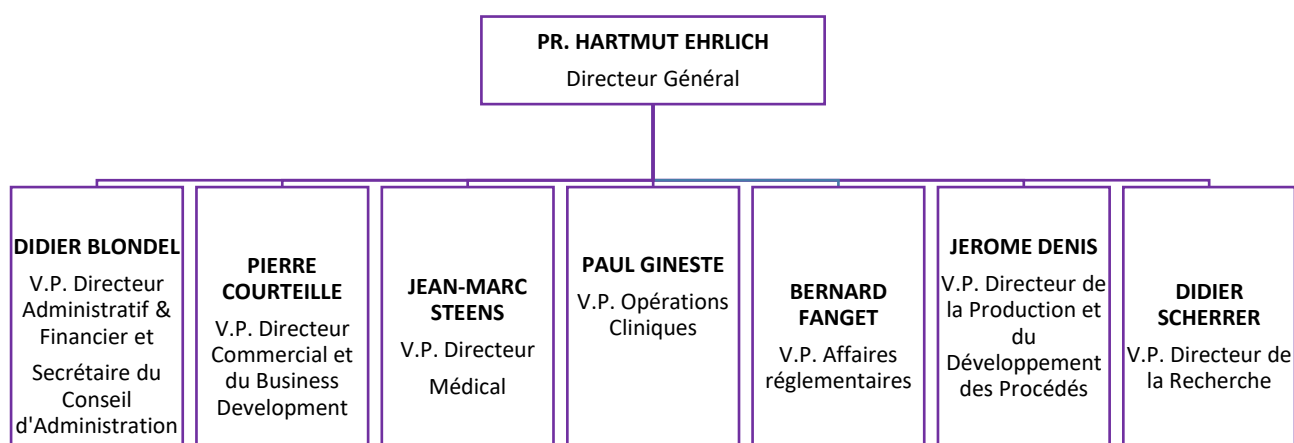 PR. HARTMUT EHRLICH
Directeur Général
DIDIER BLONDEL
V.P. Directeur
Administratif &
Financier et
Secrétaire du
Conseil
d'Administration
PIERRE
COURTEILLE
V.P. Directeur
Commercial et
du Business
Development
JEAN-MARC
STEENS
V.P. Directeur
Médical
PAUL GINESTE
V.P. Opérations
Cliniques
BERNARD
FANGET
V.P. Affaires
réglementaires
JEROME DENIS
V.P. Directeur de
la Production et
du
Développement
des Procédés
DIDIER
SCHERRER
V.P. Directeur de
la Recherche